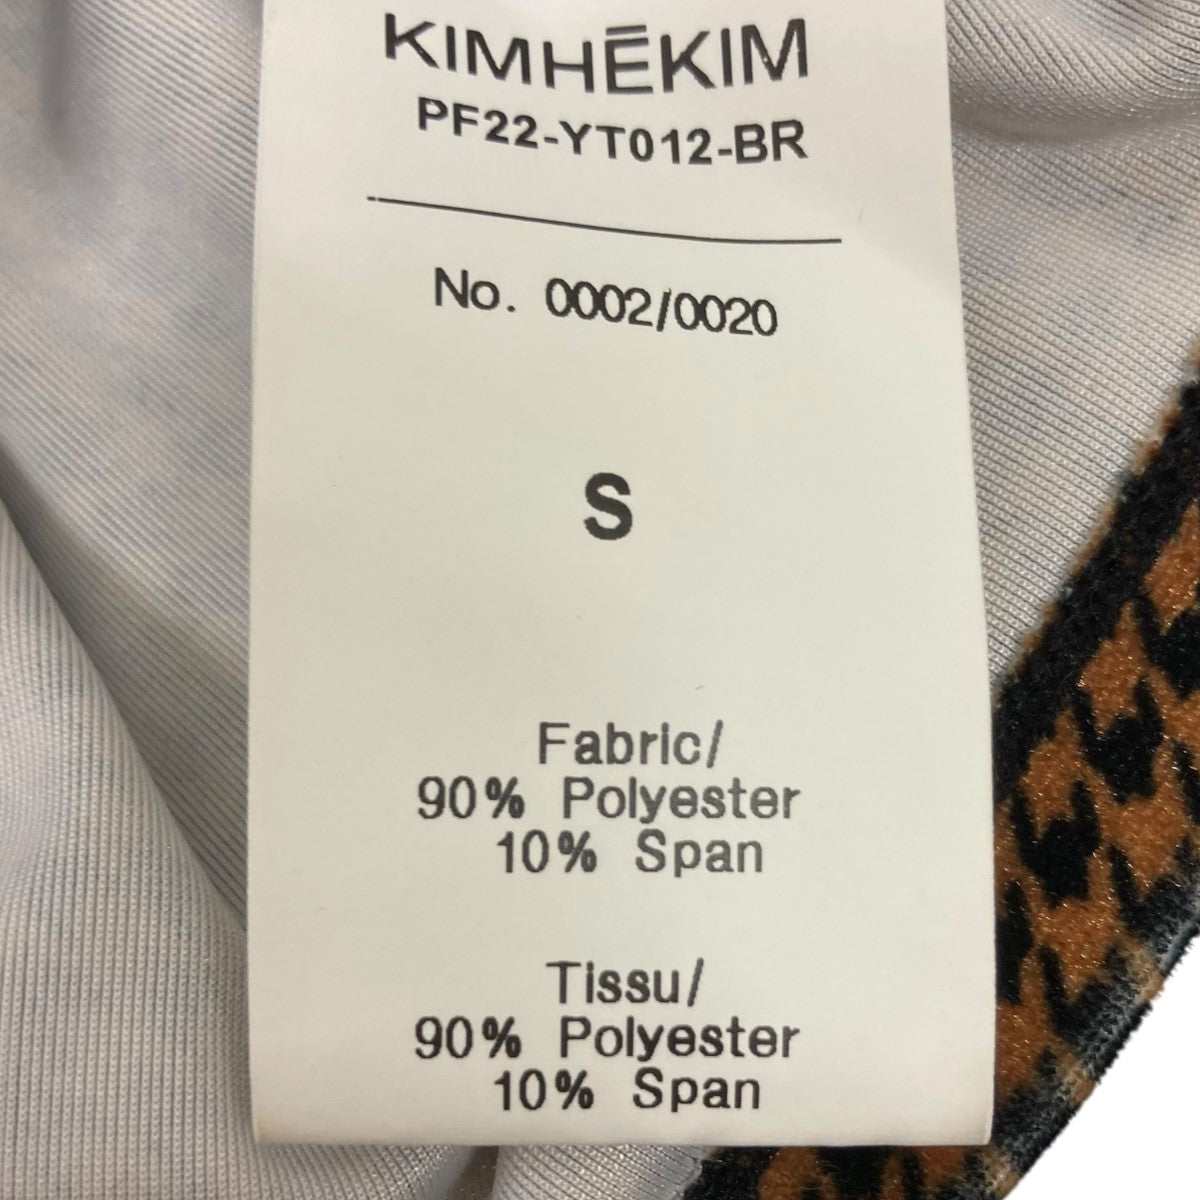 KIMHĒKIM
PF22-YT012-BR
No. 0002/0020
S
Fabric/
90% Polyester
10% Span
Tissu/
90% Polyester
10% Span